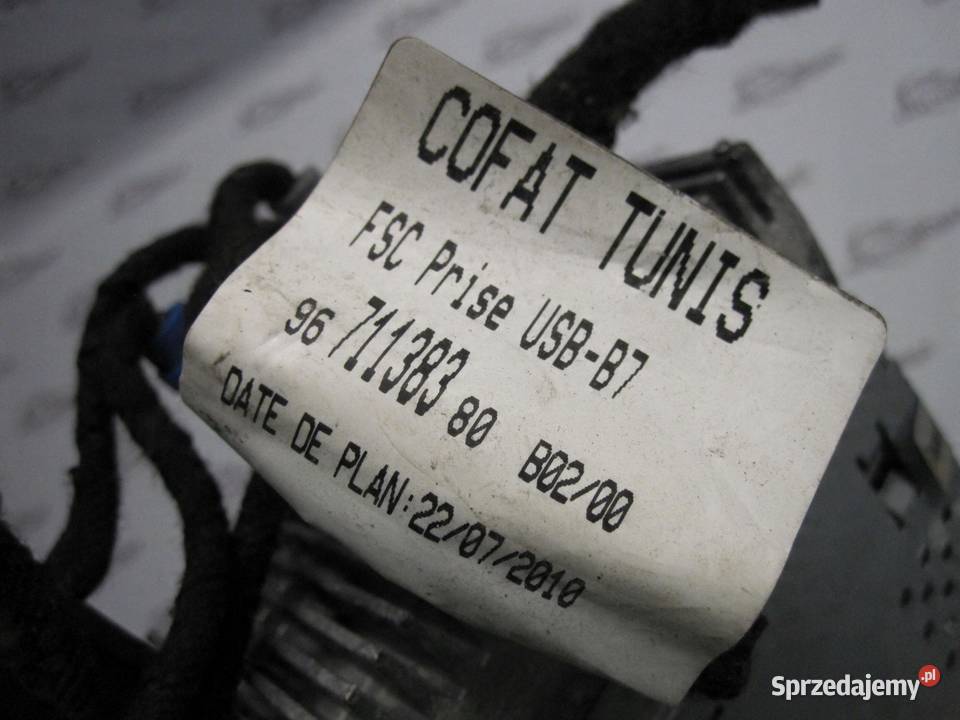 COFAT TUNIS
FSC Prise USB-B7
96 711383 80 B02/00
DATE DE PLAN:22/07/2010
Sprzedajemy.pl